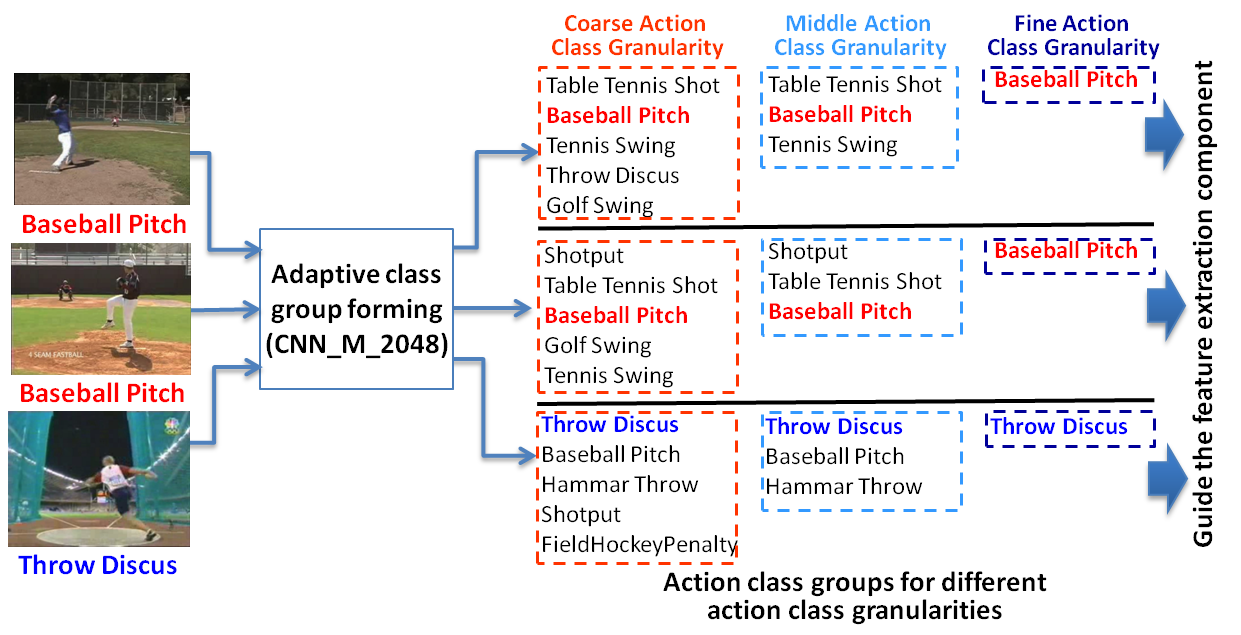 Coarse Action
Class Granularity
Middle Action
Class Granularity
Fine Action
Class Granularity
Baseball Pitch
4 SEAM FASTBALL
Baseball Pitch
Throw Discus
Adaptive class
group forming
(CNN_M_2048)
Table Tennis Shot
Baseball Pitch
Tennis Swing
Throw Discus
Golf Swing
Table Tennis Shot
Baseball Pitch
Tennis Swing
Baseball Pitch
Shotput
Table Tennis Shot
Baseball Pitch
Golf Swing
Tennis Swing
Shotput
Table Tennis Shot
Baseball Pitch
Baseball Pitch
Throw Discus
Baseball Pitch
Hammar Throw
Shotput
FieldHockeyPenalty
Throw Discus
Baseball Pitch
Hammar Throw
Throw Discus
Guide the feature extraction component
Action class groups for different
action class granularities